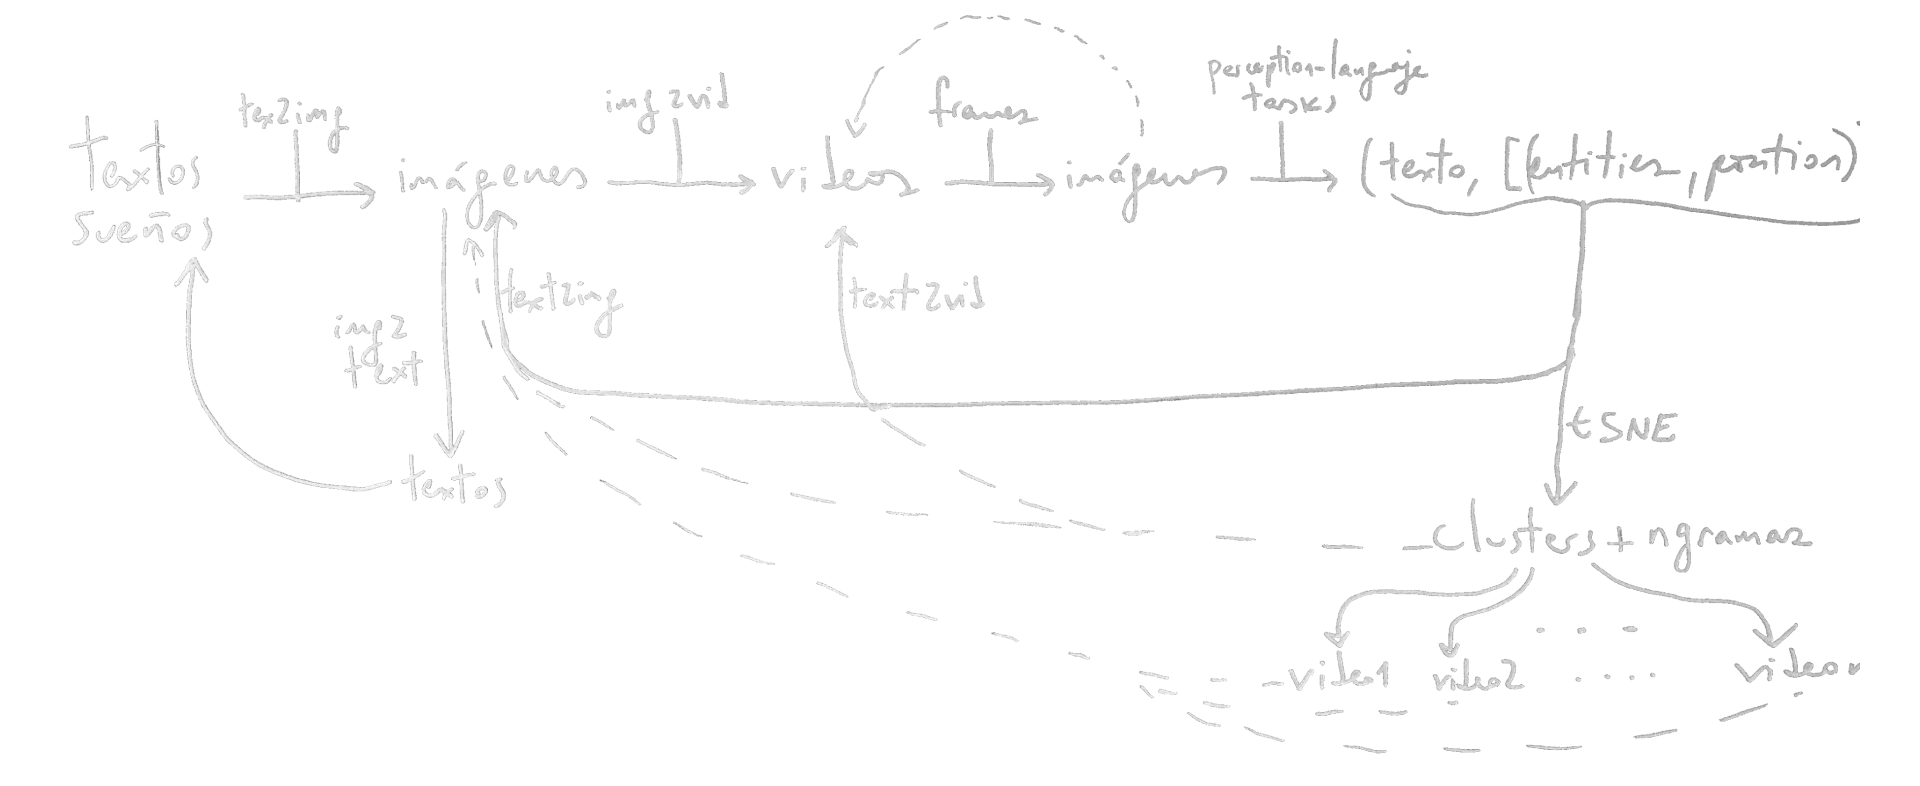 tex2img
img2vid
frames
perception-language
tasks
textos
sueños
imágenes
videos
imágenes
(texto, [(entities, position)
img2
text
text2img
text2vid
textos
tSNE
clusters + ngramas
video1
video2
. . .
. . . .
video